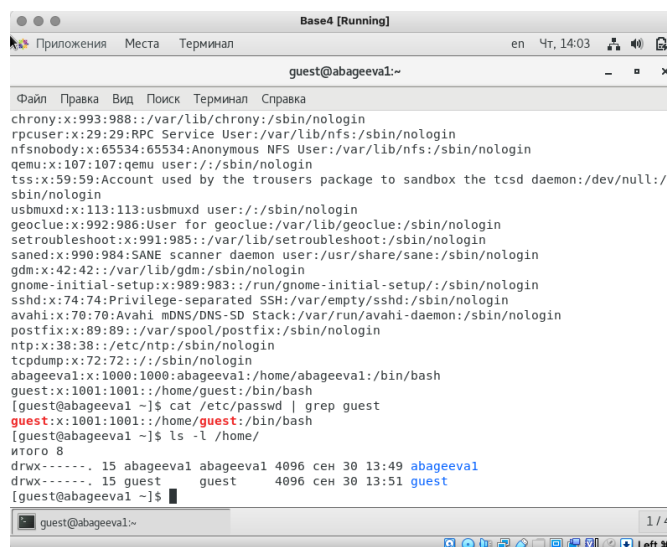 Base4 [Running]
Приложения Места Терминал en Чт, 14:03
guest@abageeva1:~
Файл Правка Вид Поиск Терминал Справка
chrony:x:993:988::/var/lib/chrony:/sbin/nologin
rpcuser:x:29:29:RPC Service User:/var/lib/nfs:/sbin/nologin
nfsnobody:x:65534:65534:Anonymous NFS User:/var/lib/nfs:/sbin/nologin
qemu:x:107:107:qemu user:/:/sbin/nologin
tss:x:59:59:Account used by the trousers package to sandbox the tcsd daemon:/dev/null:/
sbin/nologin
usbmuxd:x:113:113:usbmuxd user:/:/sbin/nologin
geoclue:x:992:986:User for geoclue:/var/lib/geoclue:/sbin/nologin
setroubleshoot:x:991:985::/var/lib/setroubleshoot:/sbin/nologin
saned:x:990:984:SANE scanner daemon user:/usr/share/sane:/sbin/nologin
gdm:x:42:42::/var/lib/gdm:/sbin/nologin
gnome-initial-setup:x:989:983::/run/gnome-initial-setup/:/sbin/nologin
sshd:x:74:74:Privilege-separated SSH:/var/empty/sshd:/sbin/nologin
avahi:x:70:70:Avahi mDNS/DNS-SD Stack:/var/run/avahi-daemon:/sbin/nologin
postfix:x:89:89::/var/spool/postfix:/sbin/nologin
ntp:x:38:38::/etc/ntp:/sbin/nologin
tcpdump:x:72:72::/:/sbin/nologin
abageeva1:x:1000:1000:abageeva1:/home/abageeva1:/bin/bash
guest:x:1001:1001::/home/guest:/bin/bash
[guest@abageeva1 ~]$ cat /etc/passwd | grep guest
guest:x:1001:1001::/home/guest:/bin/bash
[guest@abageeva1 ~]$ ls -l /home/
итого 8
drwx------. 15 abageeva1 abageeva1 4096 сен 30 13:49 abageeva1
drwx------. 15 guest guest 4096 сен 30 13:51 guest
[guest@abageeva1 ~]$
guest@abageeva1:~ 1 / 4
Left ⌘